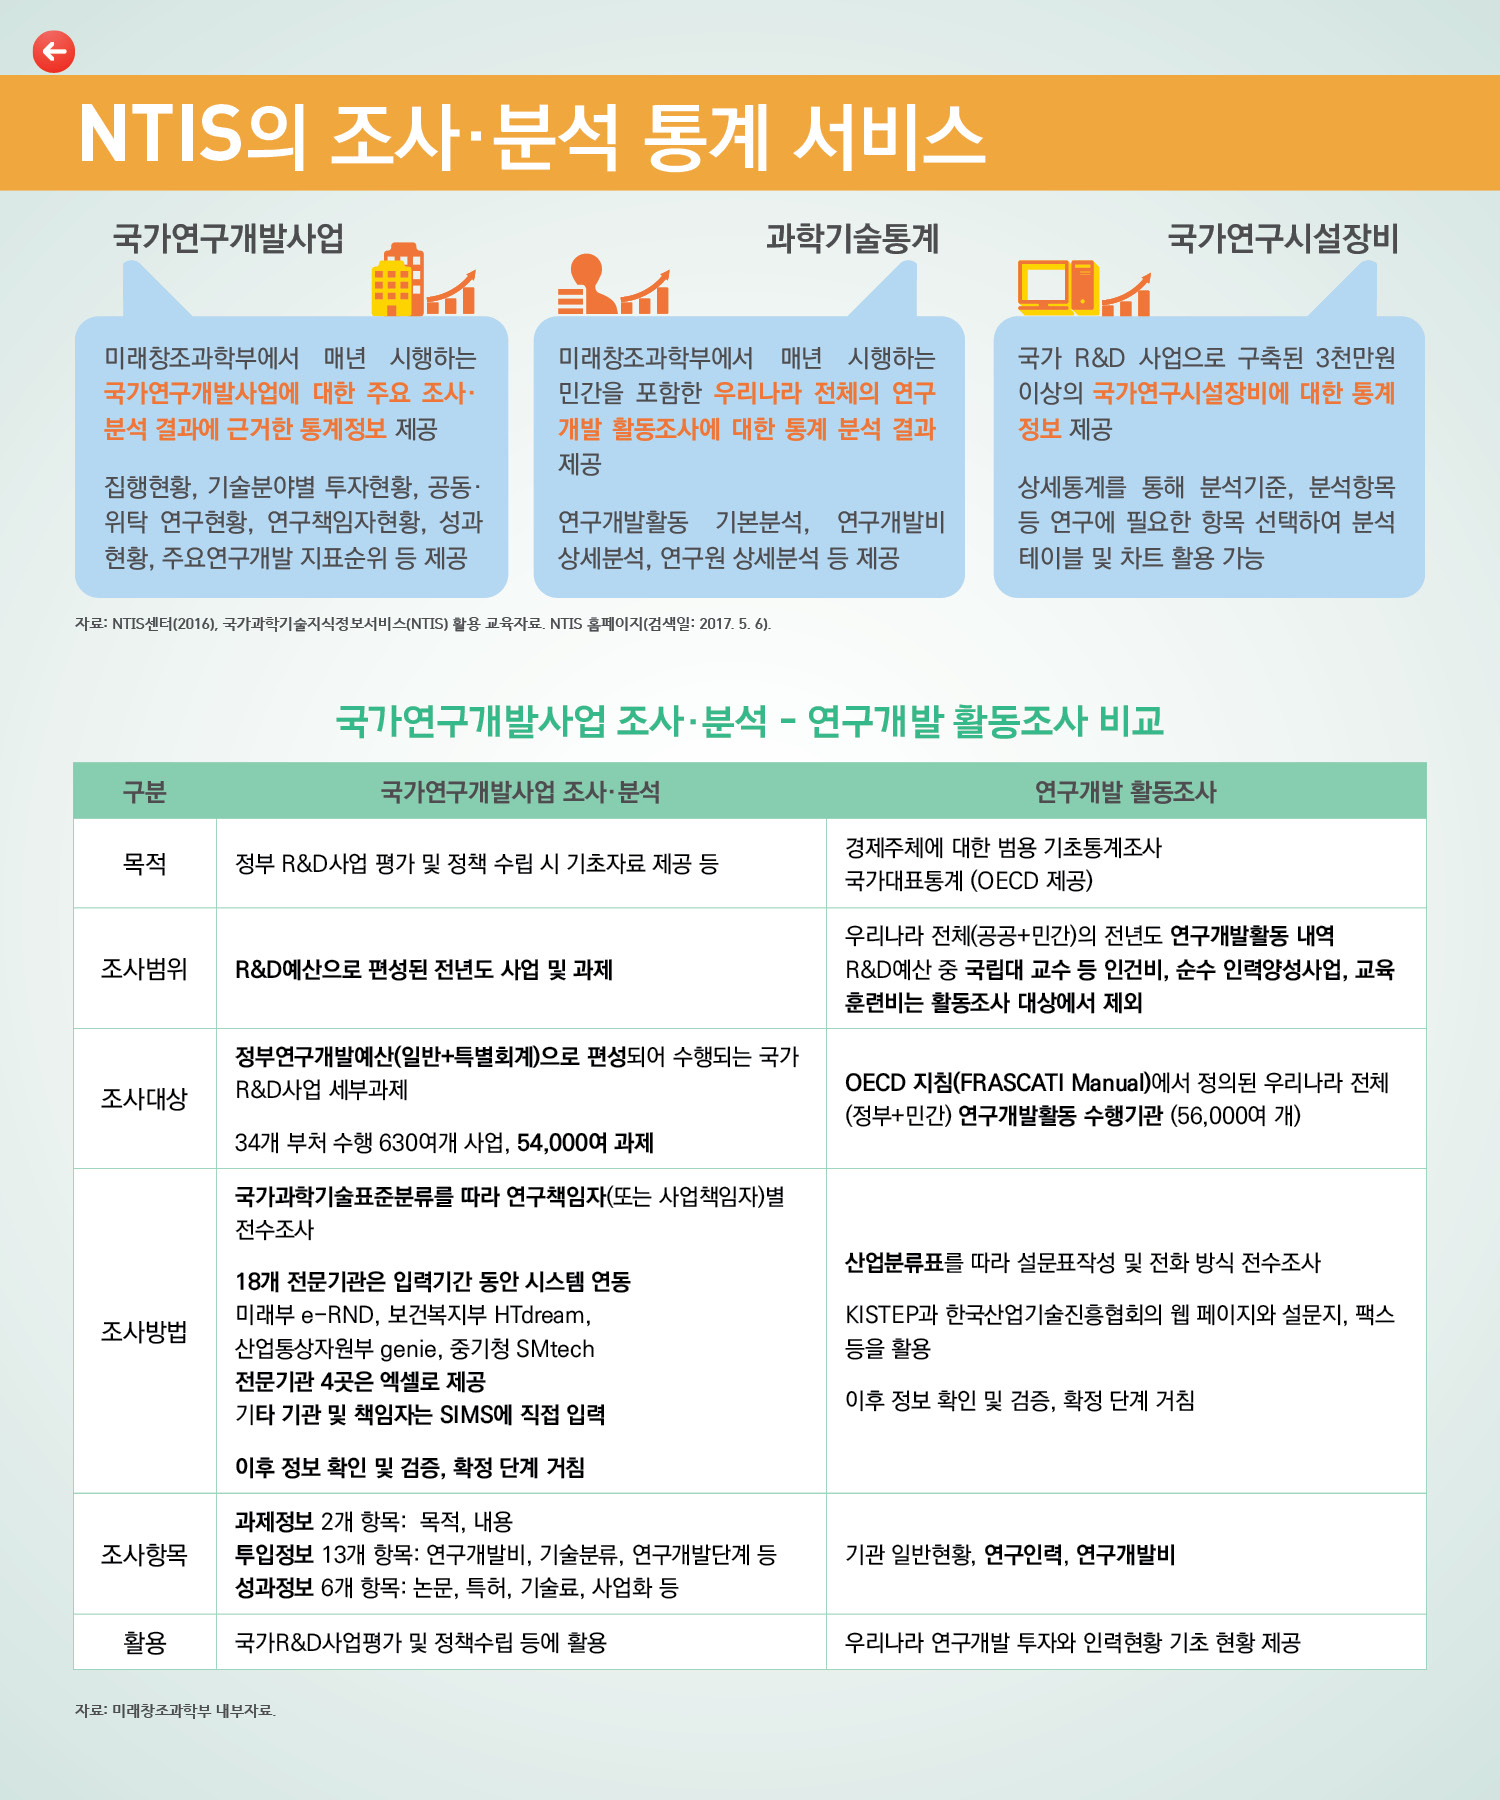 NTIS의 조사·분석 통계 서비스
국가연구개발사업
미래창조과학부에서 매년 시행하는
국가연구개발사업에 대한 주요 조사·
분석 결과에 근거한 통계정보 제공
집행현황, 기술분야별 투자현황, 공동·
위탁 연구현황, 연구책임자현황, 성과
현황, 주요연구개발 지표순위 등 제공
과학기술통계
미래창조과학부에서 매년 시행하는
민간을 포함한 우리나라 전체의 연구
개발 활동조사에 대한 통계 분석 결과
제공
연구개발활동 기본분석, 연구개발비
상세분석, 연구원 상세분석 등 제공
국가연구시설장비
국가 R&D 사업으로 구축된 3천만원
이상의 국가연구시설장비에 대한 통계
정보 제공
상세통계를 통해 분석기준, 분석항목
등 연구에 필요한 항목 선택하여 분석
테이블 및 차트 활용 가능
자료: NTIS센터(2016), 국가과학기술지식정보서비스(NTIS) 활용 교육자료. NTIS 홈페이지(검색일: 2017. 5. 6).
국가연구개발사업 조사·분석 – 연구개발 활동조사 비교
구분
국가연구개발사업 조사·분석
연구개발 활동조사
목적
정부 R&D사업 평가 및 정책 수립 시 기초자료 제공 등
경제주체에 대한 범용 기초통계조사
국가대표통계 (OECD 제공)
조사범위
R&D예산으로 편성된 전년도 사업 및 과제
우리나라 전체(공공+민간)의 전년도 연구개발활동 내역
R&D예산 중 국립대 교수 등 인건비, 순수 인력양성사업, 교육
훈련비는 활동조사 대상에서 제외
조사대상
정부연구개발예산(일반+특별회계)으로 편성되어 수행되는 국가
R&D사업 세부과제
34개 부처 수행 630여개 사업, 54,000여 과제
OECD 지침(FRASCATI Manual)에서 정의된 우리나라 전체
(정부+민간) 연구개발활동 수행기관 (56,000여 개)
조사방법
국가과학기술표준분류를 따라 연구책임자(또는 사업책임자)별
전수조사
18개 전문기관은 입력기간 동안 시스템 연동
미래부 e-RND, 보건복지부 HTdream,
산업통상자원부 genie, 중기청 SMtech
전문기관 4곳은 엑셀로 제공
기타 기관 및 책임자는 SIMS에 직접 입력
이후 정보 확인 및 검증, 확정 단계 거침
산업분류표를 따라 설문표작성 및 전화 방식 전수조사
KISTEP과 한국산업기술진흥협회의 웹 페이지와 설문지, 팩스
등을 활용
이후 정보 확인 및 검증, 확정 단계 거침
조사항목
과제정보 2개 항목: 목적, 내용
투입정보 13개 항목: 연구개발비, 기술분류, 연구개발단계 등
성과정보 6개 항목: 논문, 특허, 기술료, 사업화 등
기관 일반현황, 연구인력, 연구개발비
활용
국가R&D사업평가 및 정책수립 등에 활용
우리나라 연구개발 투자와 인력현황 기초 현황 제공
자료: 미래창조과학부 내부자료.